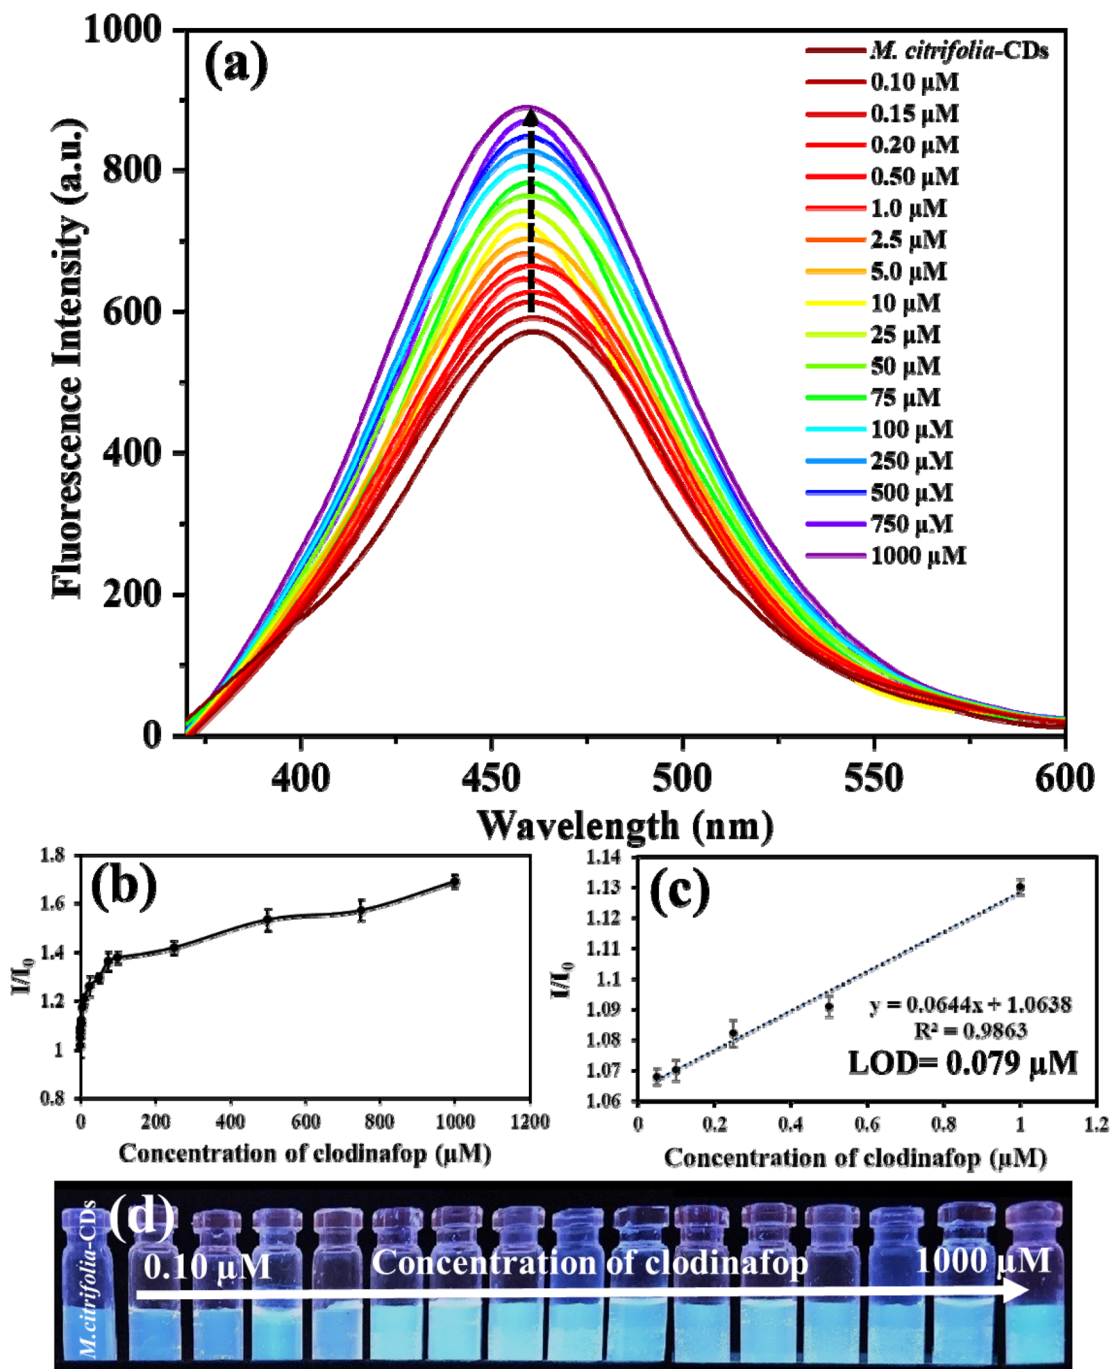 (a)
1000
800
600
400
200
0
Fluorescence Intensity (a.u.)
M. citrifolia-CDs
0.10 µM
0.15 µM
0.20 µM
0.50 µM
1.0 µM
2.5 µM
5.0 µM
10 µM
25 µM
50 µM
75 µM
100 µM
250 µM
500 µM
750 µM
1000 µM
400 450 500 550 600
Wavelength (nm)
(b)
1.8
1.6
1.4
1.2
1
0.8
I/I₀
0 200 400 600 800 1000 1200
Concentration of clodinafop (µM)
(c)
1.14
1.13
1.12
1.11
1.1
1.09
1.08
1.07
1.06
I/I₀
y = 0.0644x + 1.0638
R² = 0.9863
LOD= 0.079 µM
0 0.2 0.4 0.6 0.8 1 1.2
Concentration of clodinafop (µM)
(d)
M.citrifolia-CDs
0.10 µM Concentration of clodinafop 1000 µM